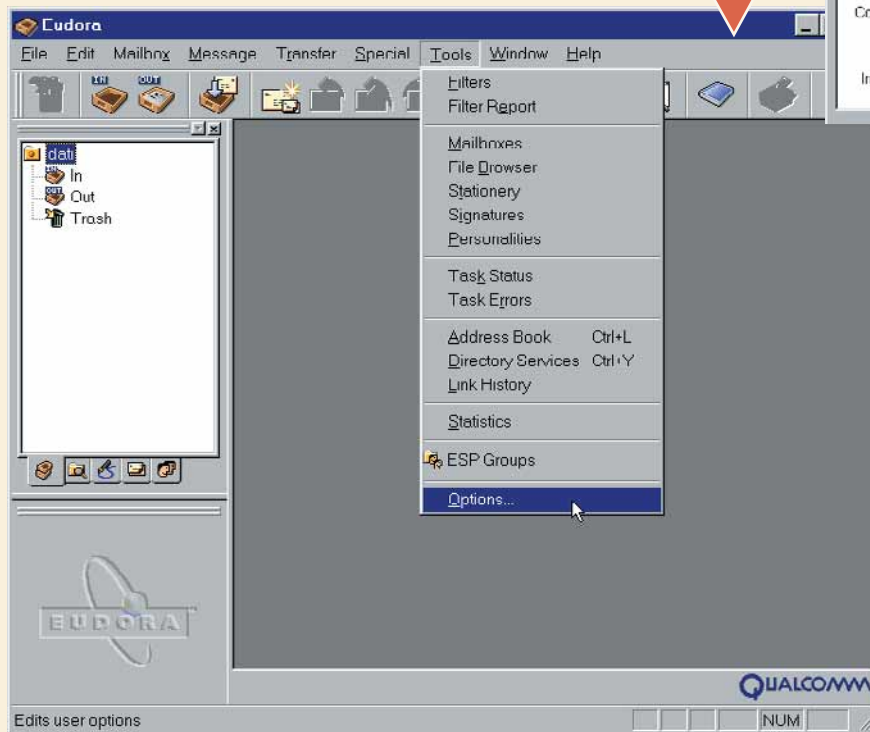 Eudora
File Edit Mailbox Message Transfer Special Tools Window Help
IN OUT
Filters
Filter Report
Mailboxes
File Browser
Stationery
Signatures
Personalities
Task Status
Task Errors
Address Book Ctrl+L
Directory Services Ctrl+Y
Link History
Statistics
ESP Groups
Options...
dati
In
Out
Trash
EUDORA
QUALCOMM
Edits user options
NUM